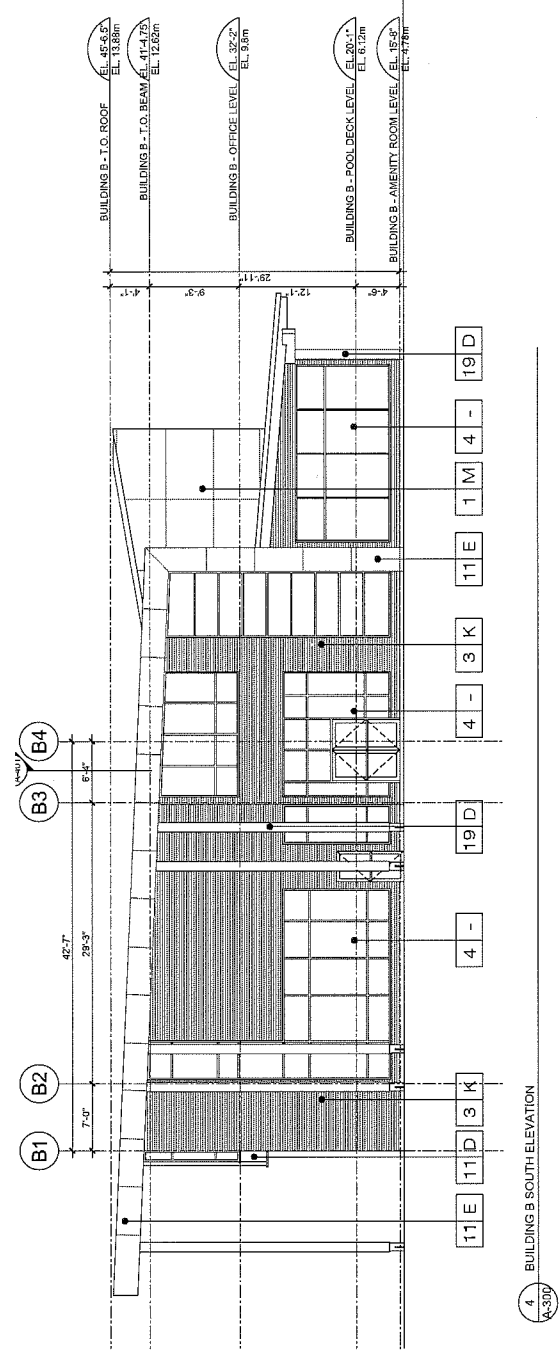 BUILDING B - T.O. ROOF
EL. 45'-6.5"
EL. 13.88m
BUILDING B - T.O. BEAM
EL. 41'-4.75"
EL. 12.62m
BUILDING B - OFFICE LEVEL
EL. 32'-2"
EL. 9.8m
BUILDING B - POOL DECK LEVEL
EL. 20'-1"
EL. 6.12m
BUILDING B - AMENITY ROOM LEVEL
EL. 15'-8"
EL. 4.78m
4'-1"
9'-3"
12'-1"
4'-6"
29'-11"
B1
B2
B3
B4
42'-7"
7'-0"
29'-3"
6'-4"
11 E
11 D
3 K
4 -
19 D
4 -
3 K
11 E
1 M
4 -
19 D
4
A-300
BUILDING B SOUTH ELEVATION